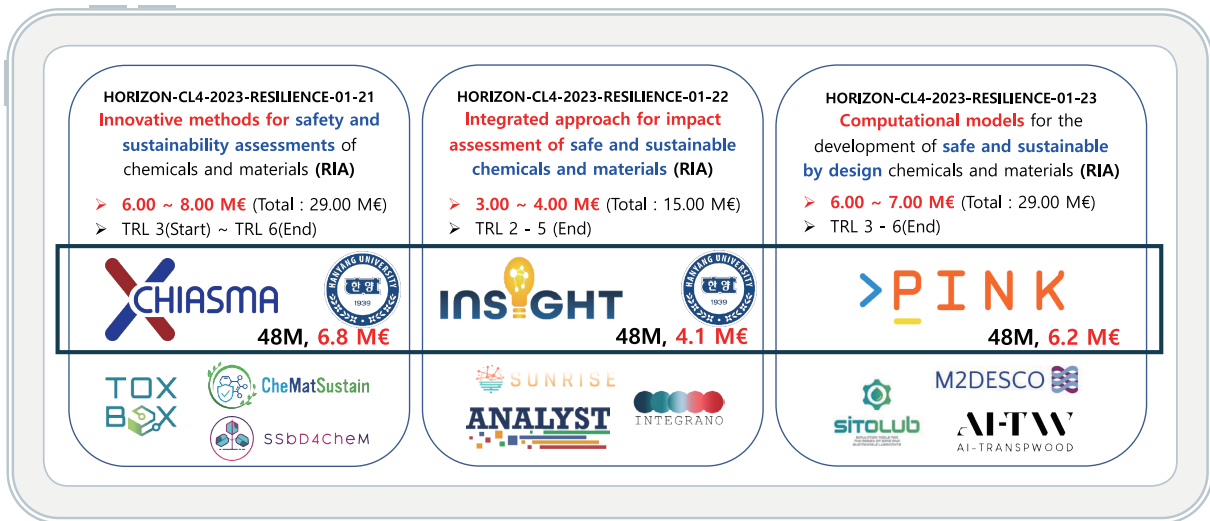 HORIZON-CL4-2023-RESILIENCE-01-21
Innovative methods for safety and
sustainability assessments of
chemicals and materials (RIA)
➢ 6.00 ~ 8.00 M€ (Total : 29.00 M€)
➢ TRL 3(Start) ~ TRL 6(End)
CHIASMA
HANYANG UNIVERSITY
한양
1939
48M, 6.8 M€
TOX
BOX
CheMatSustain
SSbD4CheM
HORIZON-CL4-2023-RESILIENCE-01-22
Integrated approach for impact
assessment of safe and sustainable
chemicals and materials (RIA)
➢ 3.00 ~ 4.00 M€ (Total : 15.00 M€)
➢ TRL 2 - 5 (End)
INSIGHT
HANYANG UNIVERSITY
한양
1939
48M, 4.1 M€
SUNRISE
ANALYST
INTEGRANO
HORIZON-CL4-2023-RESILIENCE-01-23
Computational models for the
development of safe and sustainable
by design chemicals and materials (RIA)
➢ 6.00 ~ 7.00 M€ (Total : 29.00 M€)
➢ TRL 3 - 6(End)
>PINK
48M, 6.2 M€
M2DESCO
SITOLUB
AI-TW
AI-TRANSPWOOD